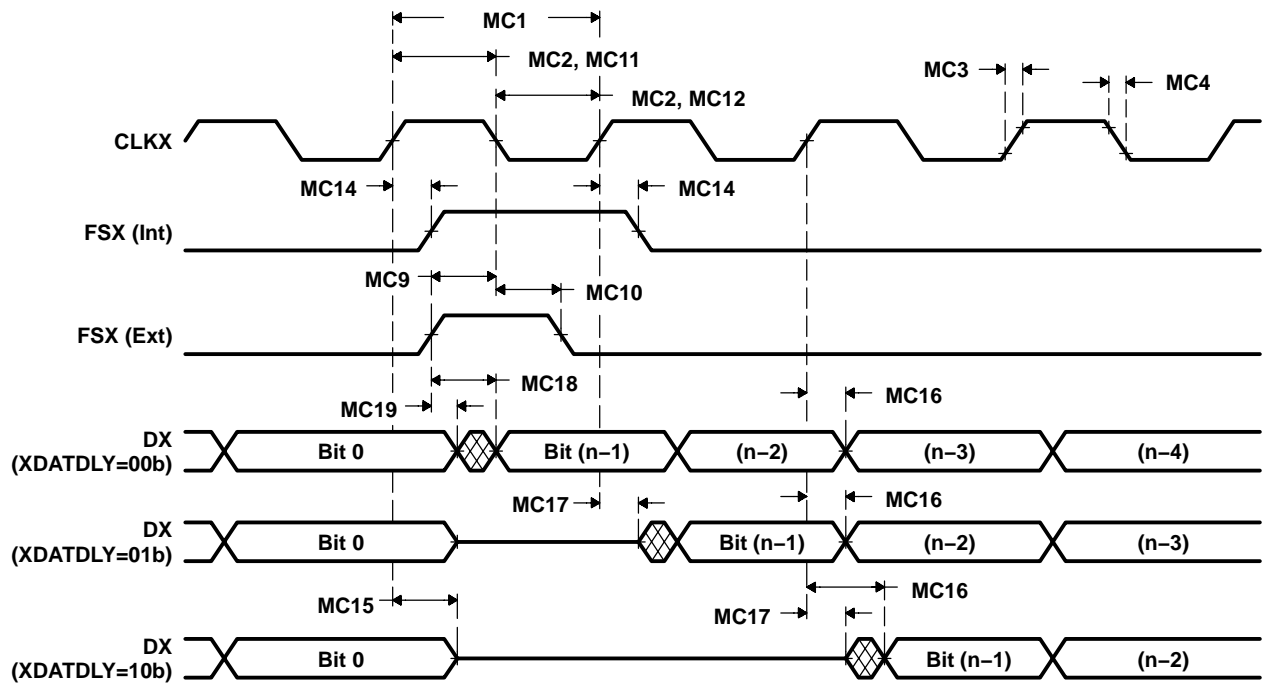 MC1
MC2, MC11
MC3
MC4
MC2, MC12
CLKX
MC14
MC14
FSX (Int)
MC9
MC10
FSX (Ext)
MC18
MC19
MC16
DX
(XDATDLY=00b)
Bit 0
Bit (n−1)
(n−2)
(n−3)
(n−4)
MC17
MC16
DX
(XDATDLY=01b)
Bit 0
Bit (n−1)
(n−2)
(n−3)
MC15
MC16
MC17
DX
(XDATDLY=10b)
Bit 0
Bit (n−1)
(n−2)